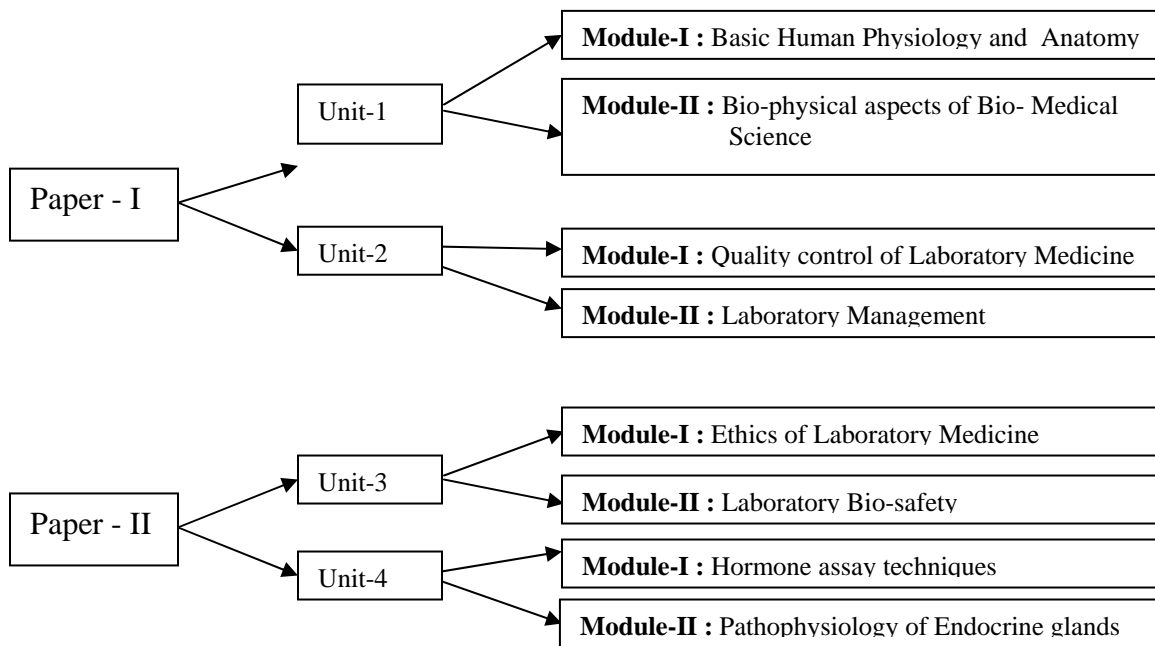 Module-I : Basic Human Physiology and Anatomy
Unit-1
Module-II : Bio-physical aspects of Bio- Medical
Science
Paper - I
Unit-2
Module-I : Quality control of Laboratory Medicine
Module-II : Laboratory Management
Module-I : Ethics of Laboratory Medicine
Unit-3
Module-II : Laboratory Bio-safety
Paper - II
Module-I : Hormone assay techniques
Unit-4
Module-II : Pathophysiology of Endocrine glands